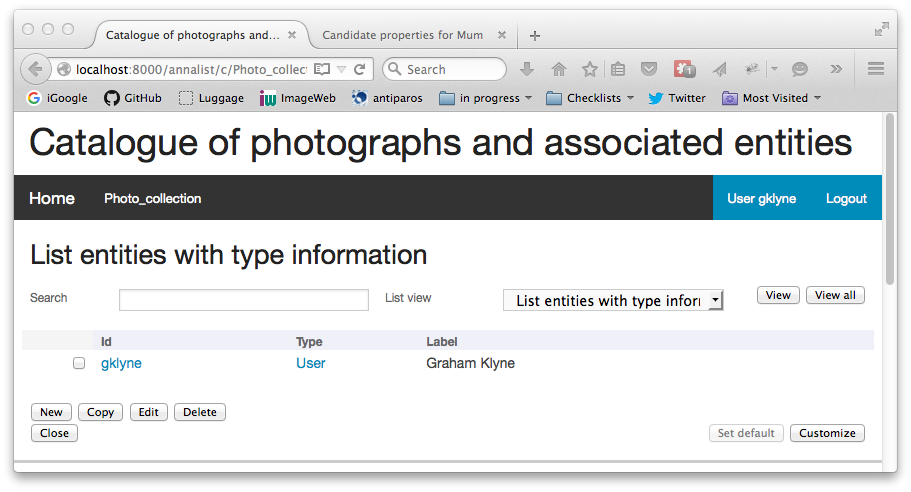 Catalogue of photographs and...
Candidate properties for Mum
localhost:8000/annalist/c/Photo_collec
Search
1
iGoogle GitHub Luggage ImageWeb antiparos in progress Checklists Twitter Most Visited
Catalogue of photographs and associated entities
Home Photo_collection User gklyne Logout
List entities with type information
Search List view List entities with type inforn View View all
Id Type Label
gklyne User Graham Klyne
New Copy Edit Delete
Close Set default Customize